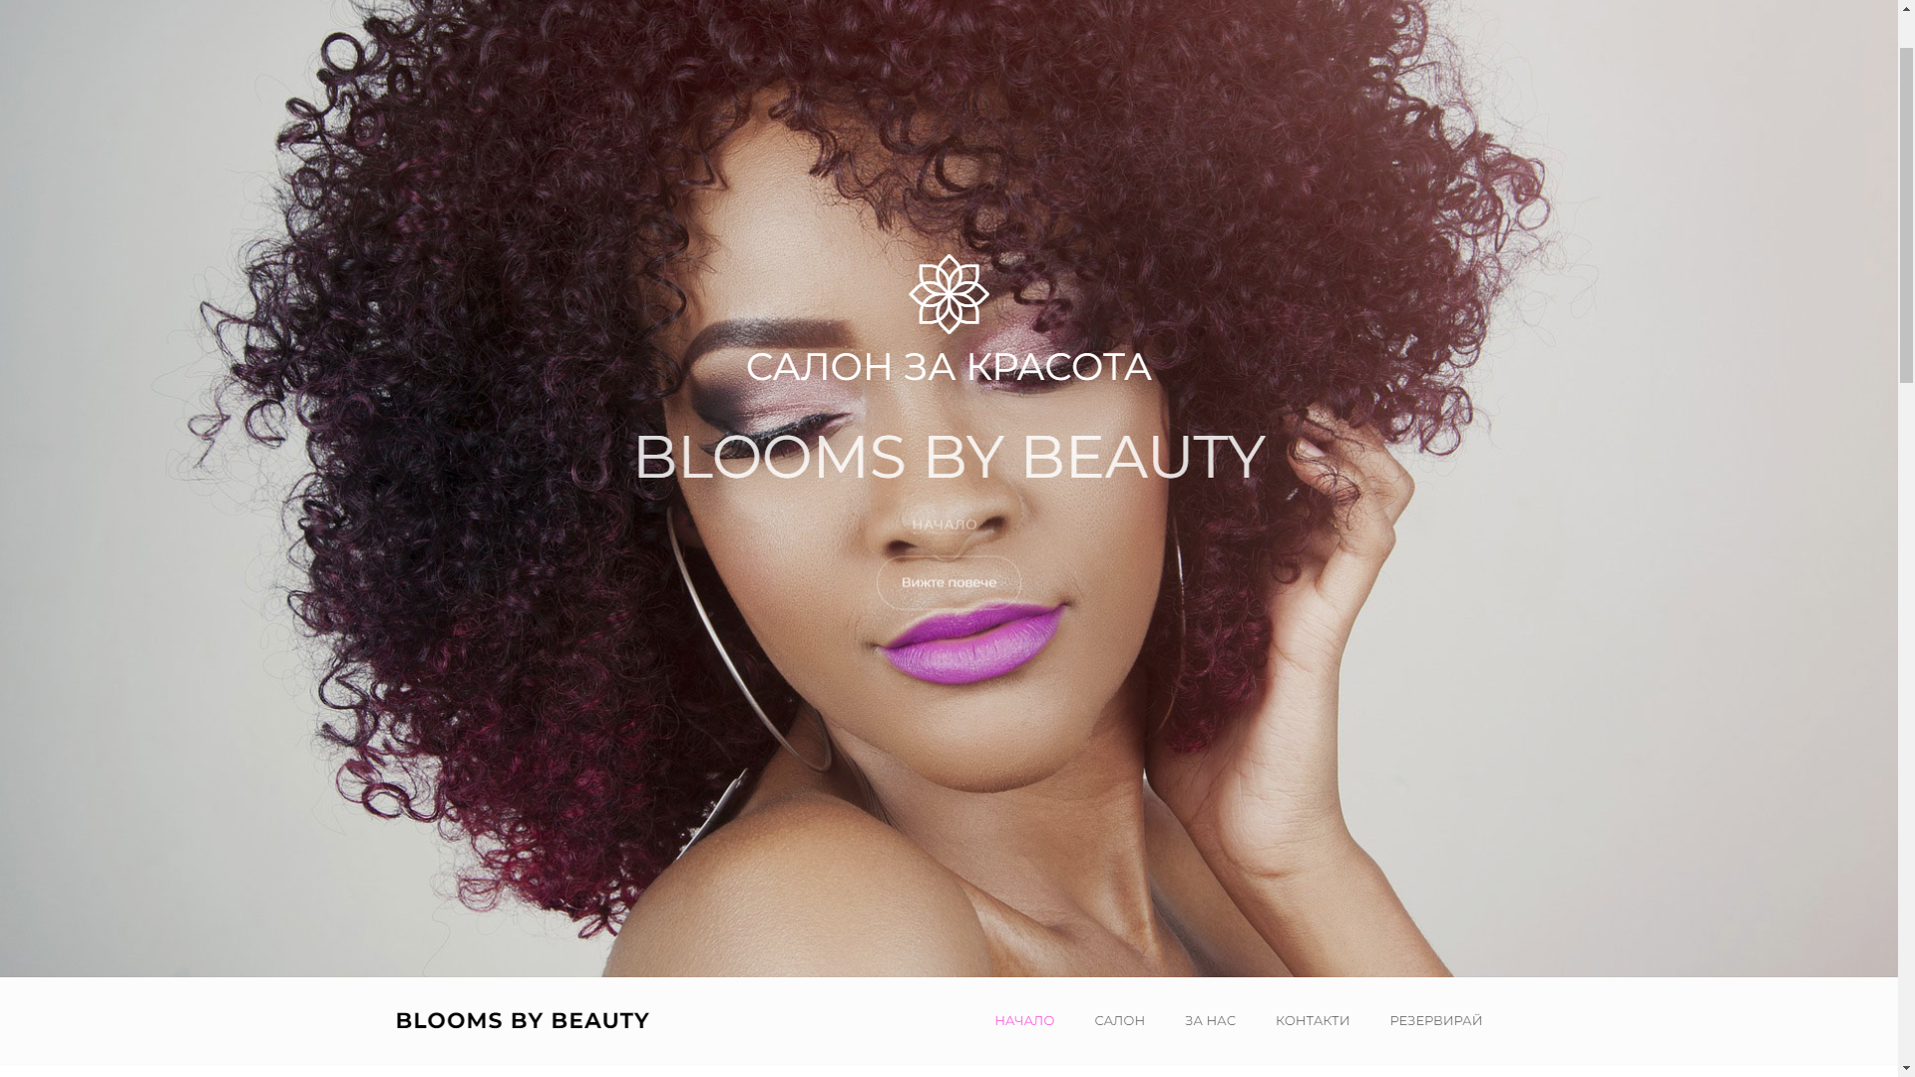 САЛОН ЗА КРАСОТА
BLOOMS BY BEAUTY
НАЧАЛО
Вижте повече
BLOOMS BY BEAUTY
НАЧАЛО САЛОН ЗА НАС КОНТАКТИ РЕЗЕРВИРАЙ